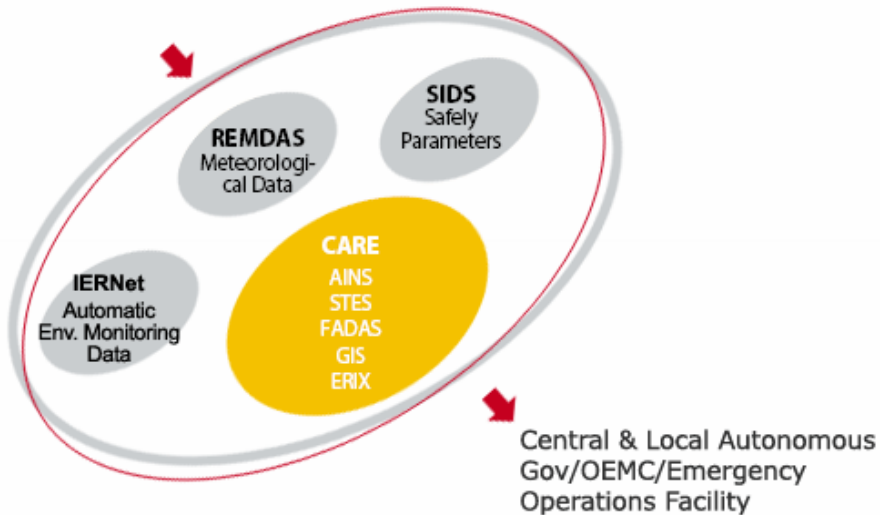 SIDS
Safely
Parameters
REMDAS
Meteorologi-
cal Data
CARE
AINS
STES
FADAS
GIS
ERIX
IERNet
Automatic
Env. Monitoring
Data
Central & Local Autonomous
Gov/OEMC/Emergency
Operations Facility